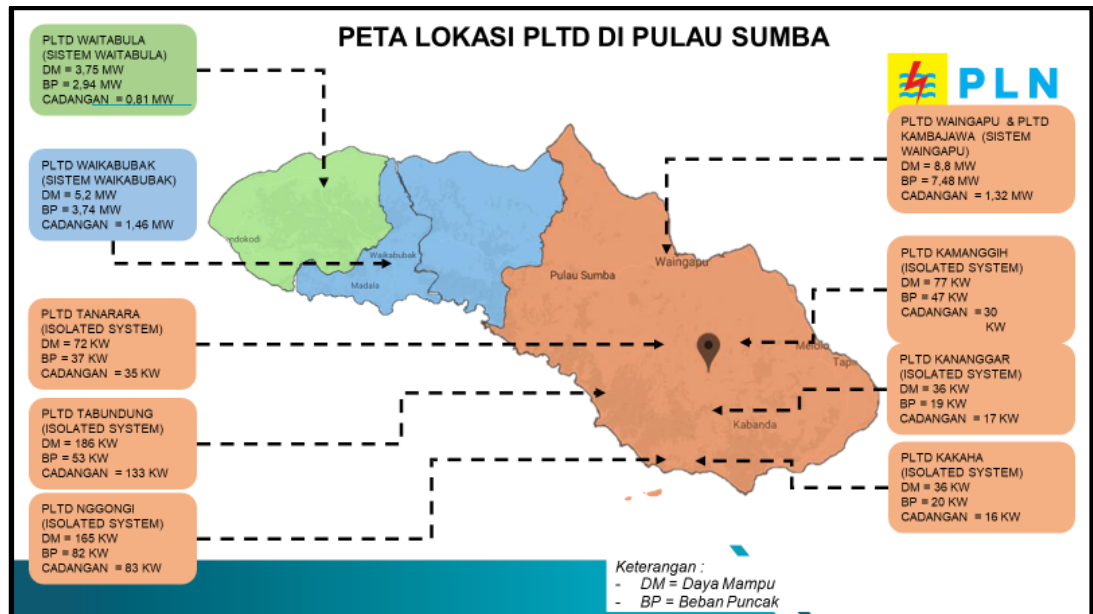 PETA LOKASI PLTD DI PULAU SUMBA
PLN
PLTD WAITABULA
(SISTEM WAITABULA)
DM = 3,75 MW
BP = 2,94 MW
CADANGAN = 0,81 MW
PLTD WAIKABUBAK
(SISTEM WAIKABUBAK)
DM = 5,2 MW
BP = 3,74 MW
CADANGAN = 1,46 MW
PLTD TANARARA
(ISOLATED SYSTEM)
DM = 72 KW
BP = 37 KW
CADANGAN = 35 KW
PLTD TABUNDUNG
(ISOLATED SYSTEM)
DM = 186 KW
BP = 53 KW
CADANGAN = 133 KW
PLTD NGGONGI
(ISOLATED SYSTEM)
DM = 165 KW
BP = 82 KW
CADANGAN = 83 KW
ndokodi
Waikabubak
Madala
Pulau Sumba
Waingapu
Melolo
Tapu
Kabanda
PLTD WAINGAPU & PLTD
KAMBAJAWA (SISTEM
WAINGAPU)
DM = 8,8 MW
BP = 7,48 MW
CADANGAN = 1,32 MW
PLTD KAMANGGIH
(ISOLATED SYSTEM)
DM = 77 KW
BP = 47 KW
CADANGAN = 30
KW
PLTD KANANGGAR
(ISOLATED SYSTEM)
DM = 36 KW
BP = 19 KW
CADANGAN = 17 KW
PLTD KAKAHA
(ISOLATED SYSTEM)
DM = 36 KW
BP = 20 KW
CADANGAN = 16 KW
Keterangan :
- DM = Daya Mampu
- BP = Beban Puncak